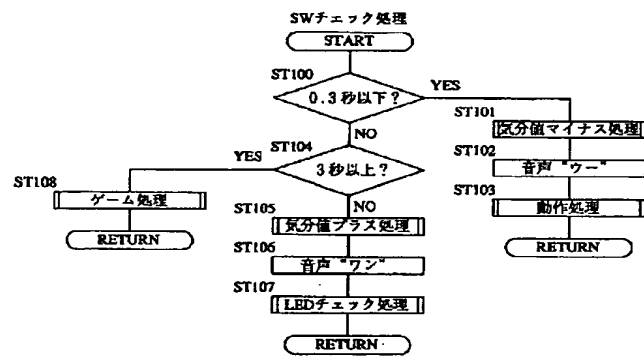 SWチェック処理
START
ST100
0.3秒以下?
YES
NO
ST101
気分値マイナス処理
ST102
音声 "ウー"
ST103
動作処理
RETURN
ST104
3秒以上?
YES
NO
ST108
ゲーム処理
RETURN
ST105
気分値プラス処理
ST106
音声 "ワン"
ST107
LEDチェック処理
RETURN